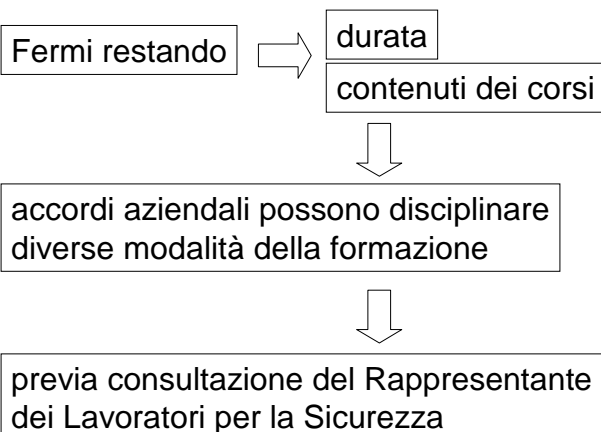 Fermi restando
durata
contenuti dei corsi
accordi aziendali possono disciplinare
diverse modalità della formazione
previa consultazione del Rappresentante
dei Lavoratori per la Sicurezza